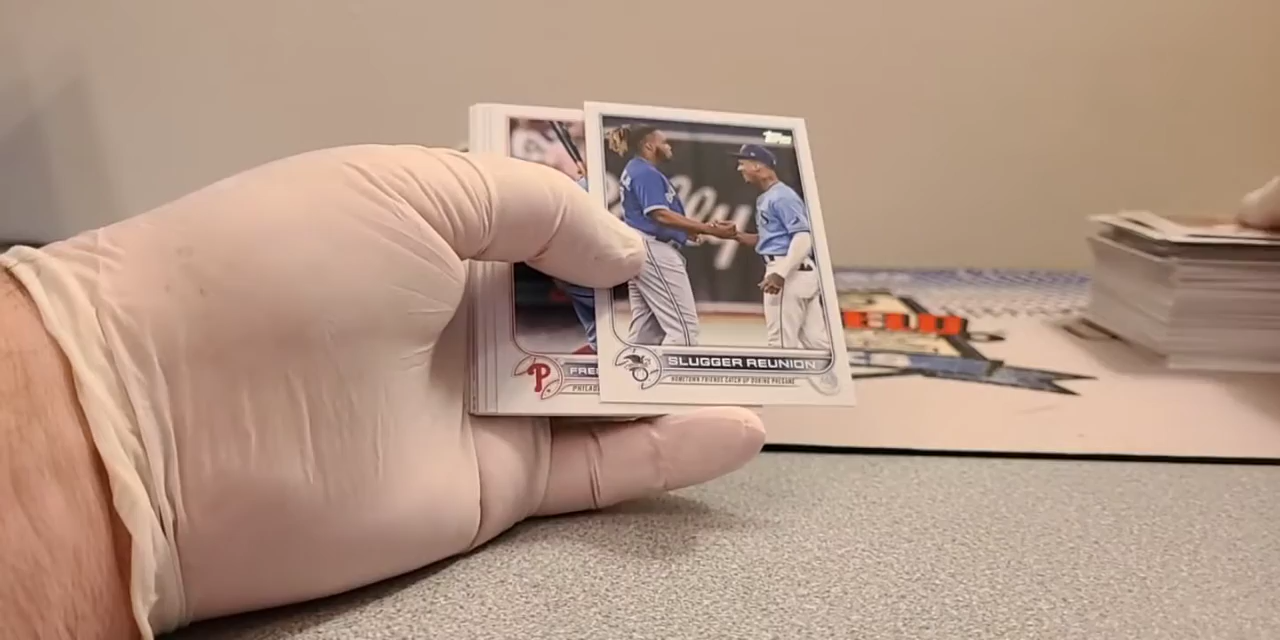 Topps
SLUGGER REUNION
HOMETOWN FRIENDS CATCH UP DURING PREGAME
P
FRE
PHILAD